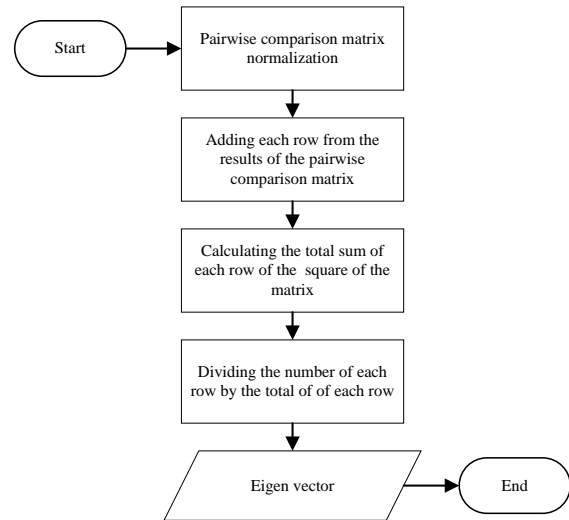 Start
Pairwise comparison matrix
normalization
Adding each row from the
results of the pairwise
comparison matrix
Calculating the total sum of
each row of the square of the
matrix
Dividing the number of each
row by the total of of each row
Eigen vector
End